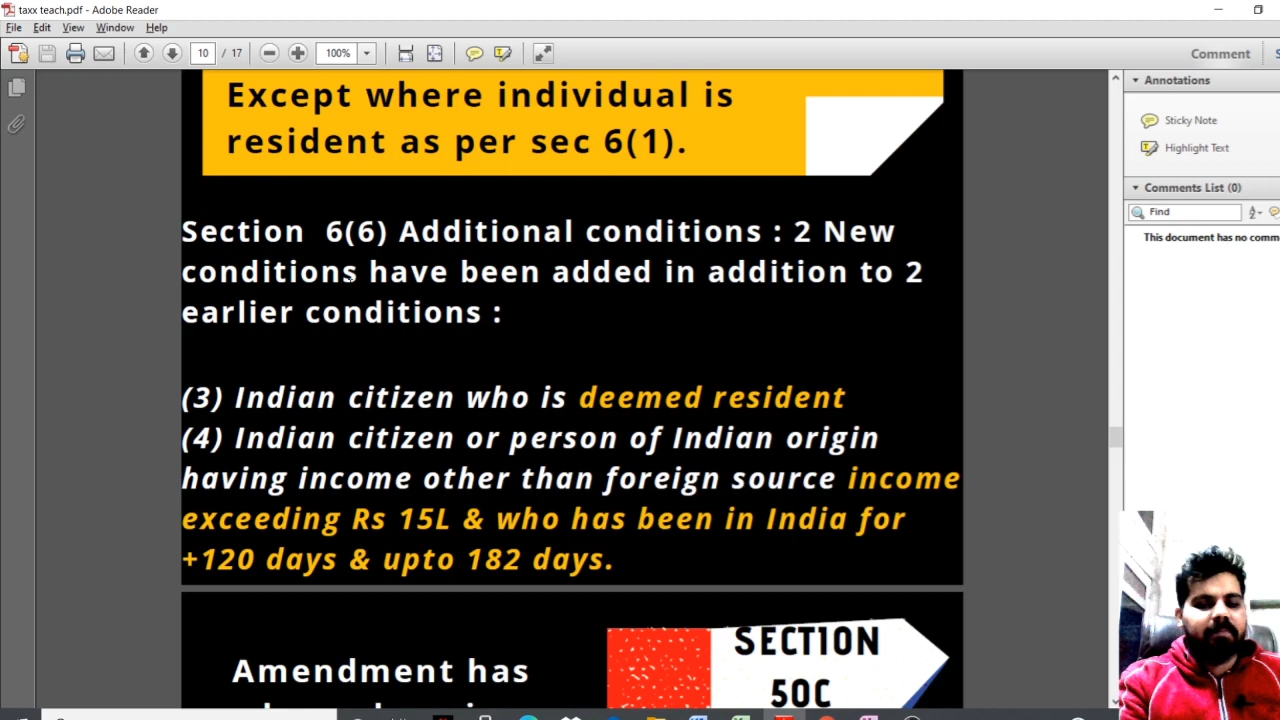 taxx teach.pdf - Adobe Reader
File Edit View Window Help
10 / 17 100% Comment
Except where individual is
resident as per sec 6(1).
Section 6(6) Additional conditions : 2 New
conditions have been added in addition to 2
earlier conditions :
(3) Indian citizen who is deemed resident
(4) Indian citizen or person of Indian origin
having income other than foreign source income
exceeding Rs 15L & who has been in India for
+120 days & upto 182 days.
Amendment has
SECTION
50C
Annotations
Sticky Note
Highlight Text
Comments List (0)
Find
This document has no comm